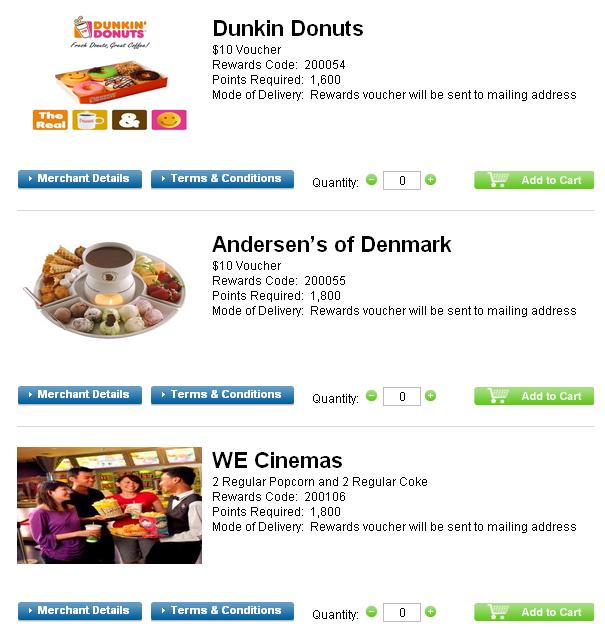 DUNKIN' DONUTS
Fresh Donuts, Great Coffee!
The Real
&
Dunkin Donuts
$10 Voucher
Rewards Code: 200054
Points Required: 1,600
Mode of Delivery: Rewards voucher will be sent to mailing address
Merchant Details Terms & Conditions Quantity: 0 Add to Cart
Andersen's of Denmark
$10 Voucher
Rewards Code: 200055
Points Required: 1,800
Mode of Delivery: Rewards voucher will be sent to mailing address
Merchant Details Terms & Conditions Quantity: 0 Add to Cart
WE Cinemas
2 Regular Popcorn and 2 Regular Coke
Rewards Code: 200106
Points Required: 1,800
Mode of Delivery: Rewards voucher will be sent to mailing address
Merchant Details Terms & Conditions Quantity: 0 Add to Cart